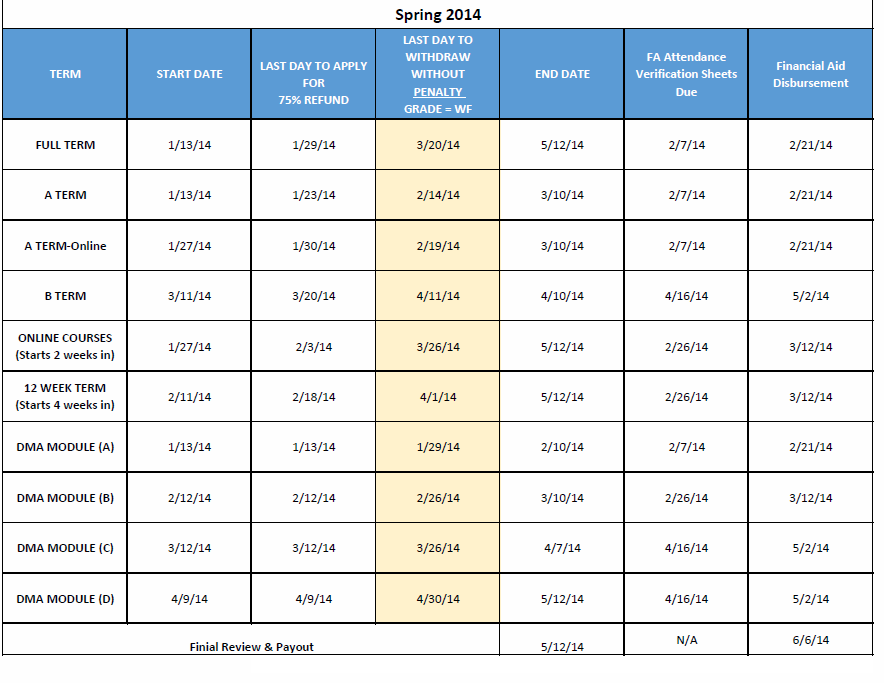 Spring 2014
TERM START DATE LAST DAY TO APPLY FOR 75% REFUND LAST DAY TO WITHDRAW WITHOUT PENALTY GRADE = WF END DATE FA Attendance Verification Sheets Due Financial Aid Disbursement
FULL TERM 1/13/14 1/29/14 3/20/14 5/12/14 2/7/14 2/21/14
A TERM 1/13/14 1/23/14 2/14/14 3/10/14 2/7/14 2/21/14
A TERM-Online 1/27/14 1/30/14 2/19/14 3/10/14 2/7/14 2/21/14
B TERM 3/11/14 3/20/14 4/11/14 4/10/14 4/16/14 5/2/14
ONLINE COURSES (Starts 2 weeks in) 1/27/14 2/3/14 3/26/14 5/12/14 2/26/14 3/12/14
12 WEEK TERM (Starts 4 weeks in) 2/11/14 2/18/14 4/1/14 5/12/14 2/26/14 3/12/14
DMA MODULE (A) 1/13/14 1/13/14 1/29/14 2/10/14 2/7/14 2/21/14
DMA MODULE (B) 2/12/14 2/12/14 2/26/14 3/10/14 2/26/14 3/12/14
DMA MODULE (C) 3/12/14 3/12/14 3/26/14 4/7/14 4/16/14 5/2/14
DMA MODULE (D) 4/9/14 4/9/14 4/30/14 5/12/14 4/16/14 5/2/14
Finial Review & Payout 5/12/14 N/A 6/6/14